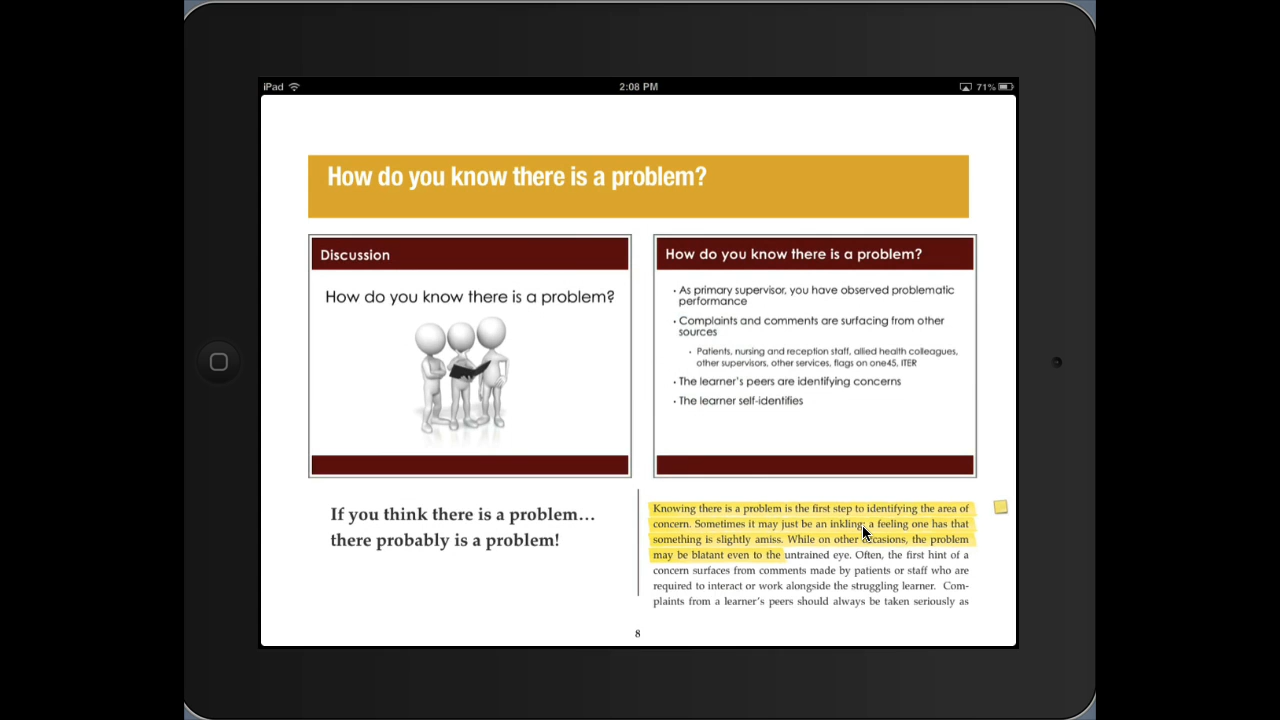 iPad
2:08 PM
71%
How do you know there is a problem?
Discussion
How do you know there is a problem?
How do you know there is a problem?
· As primary supervisor, you have observed problematic
performance
· Complaints and comments are surfacing from other
sources
· Patients, nursing and reception staff, allied health colleagues,
other supervisors, other services, flags on one45, ITER
· The learner's peers are identifying concerns
· The learner self-identifies
If you think there is a problem…
there probably is a problem!
Knowing there is a problem is the first step to identifying the area of
concern. Sometimes it may just be an inkling; a feeling one has that
something is slightly amiss. While on other occasions, the problem
may be blatant even to the untrained eye. Often, the first hint of a
concern surfaces from comments made by patients or staff who are
required to interact or work alongside the struggling learner. Com-
plaints from a learner's peers should always be taken seriously as
8